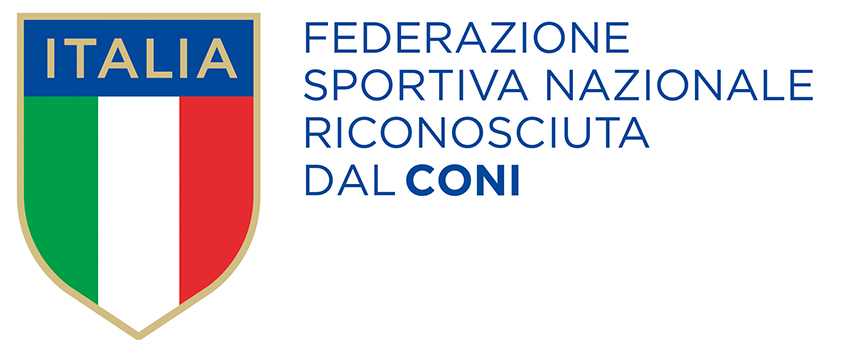 ITALIA
FEDERAZIONE
SPORTIVA NAZIONALE
RICONOSCIUTA
DAL CONI